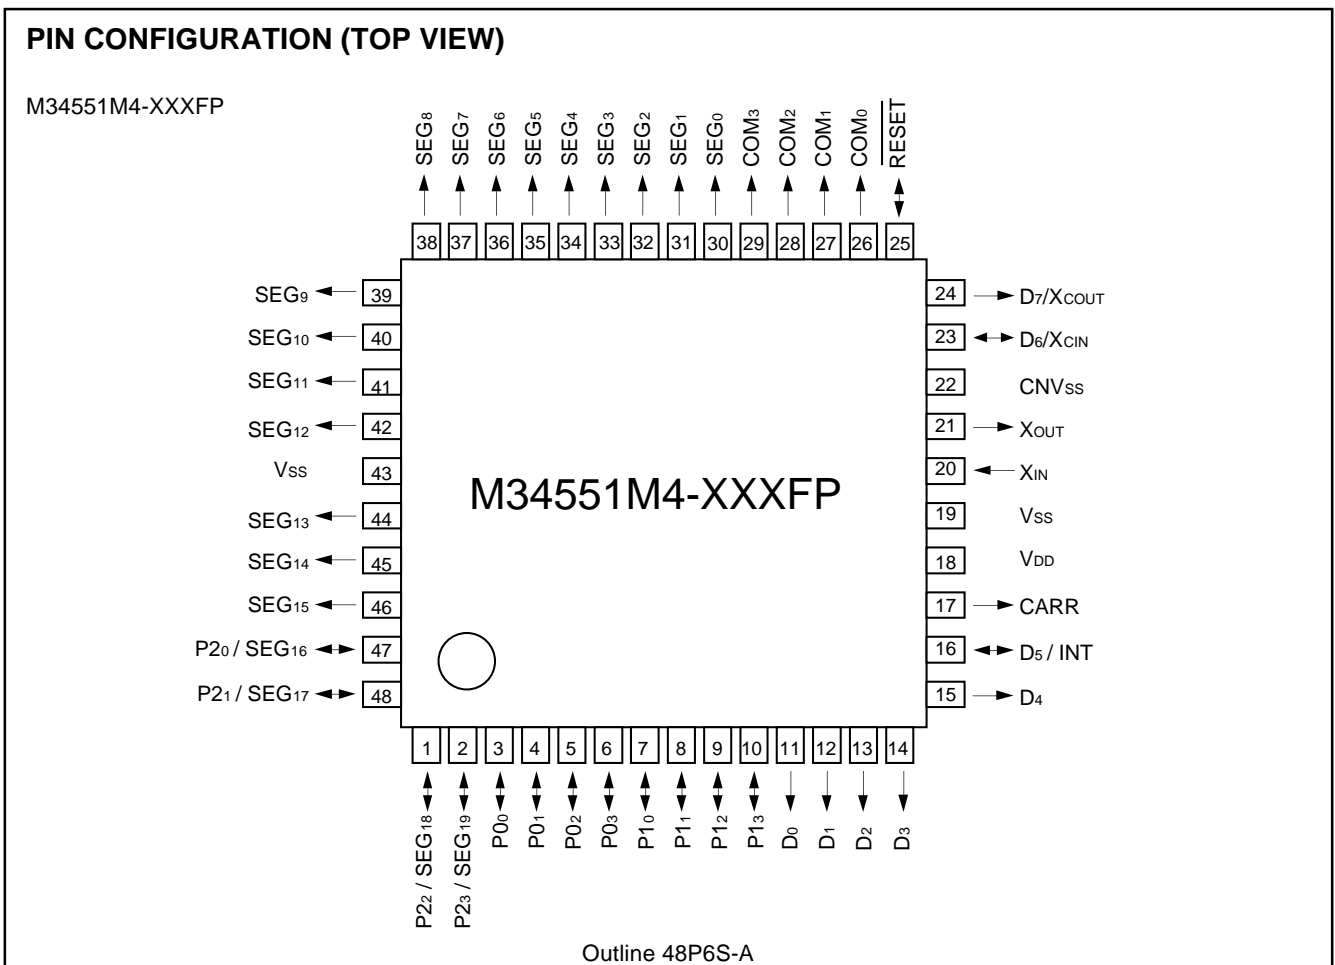 PIN CONFIGURATION (TOP VIEW)
M34551M4-XXXFP
SEG8
SEG7
SEG6
SEG5
SEG4
SEG3
SEG2
SEG1
SEG0
COM3
COM2
COM1
COM0
RESET
38 37 36 35 34 33 32 31 30 29 28 27 26 25
SEG9 39
SEG10 40
SEG11 41
SEG12 42
VSS 43
SEG13 44
SEG14 45
SEG15 46
P20 / SEG16 47
P21 / SEG17 48
M34551M4-XXXFP
24 D7/XCOUT
23 D6/XCIN
22 CNVSS
21 XOUT
20 XIN
19 VSS
18 VDD
17 CARR
16 D5 / INT
15 D4
1 2 3 4 5 6 7 8 9 10 11 12 13 14
P22 / SEG18
P23 / SEG19
P00
P01
P02
P03
P10
P11
P12
P13
D0
D1
D2
D3
Outline 48P6S-A